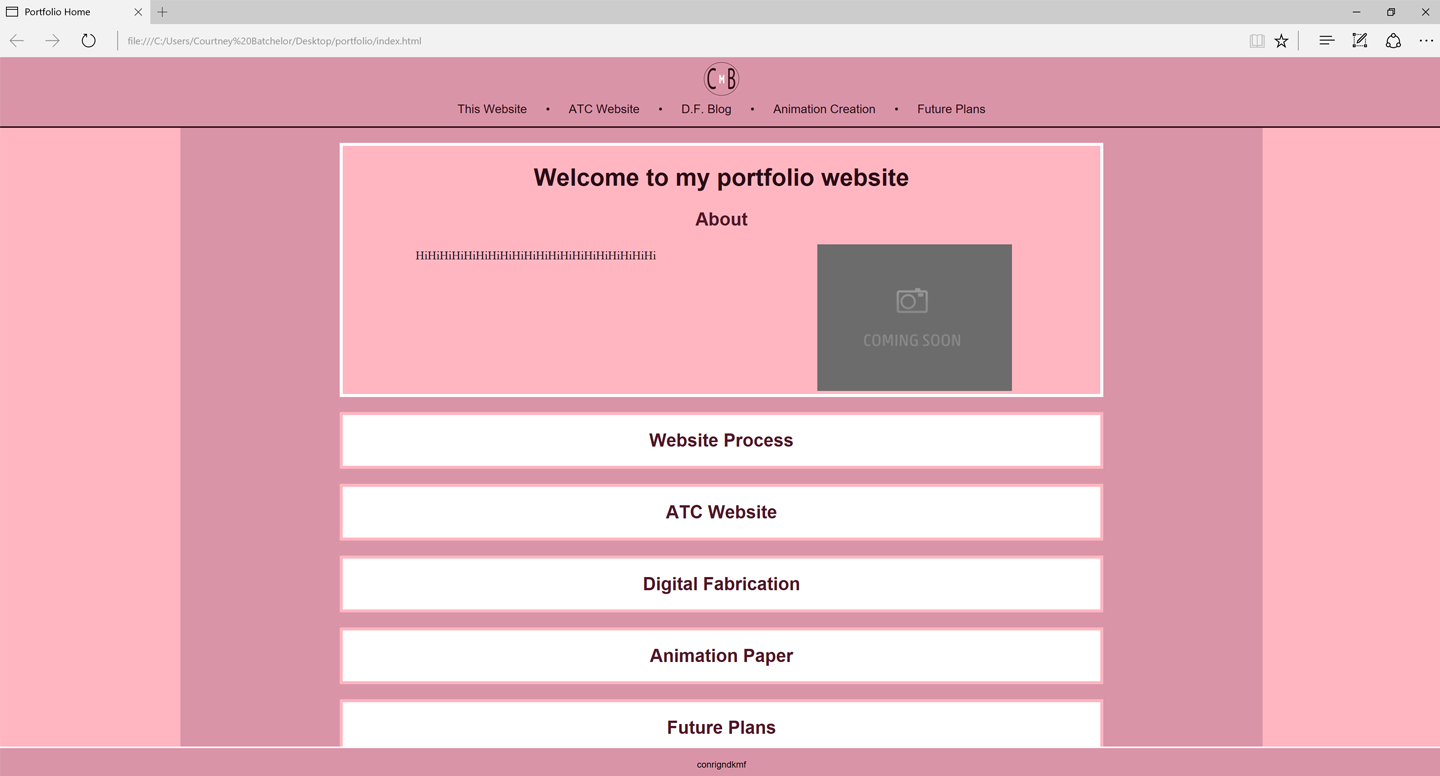 Portfolio Home
file:///C:/Users/Courtney%20Batchelor/Desktop/portfolio/index.html
C M B
This Website • ATC Website • D.F. Blog • Animation Creation • Future Plans
Welcome to my portfolio website
About
HiHiHiHiHiHiHiHiHiHiHiHiHiHiHiHiHiHiHiHi
COMING SOON
Website Process
ATC Website
Digital Fabrication
Animation Paper
Future Plans
conrigndkmf